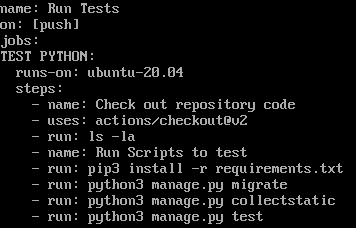 name: Run Tests
on: [push]
jobs:
TEST PYTHON:
  runs-on: ubuntu-20.04
  steps:
    - name: Check out repository code
    - uses: actions/checkout@v2
    - run: ls -la
    - name: Run Scripts to test
    - run: pip3 install -r requirements.txt
    - run: python3 manage.py migrate
    - run: python3 manage.py collectstatic
    - run: python3 manage.py test